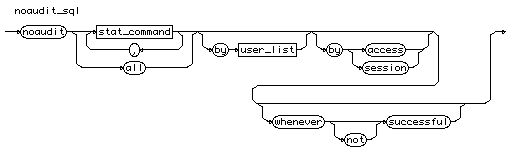 noaudit_sql
noaudit stat_command
,
all
by user_list
by access
session
whenever successful
not